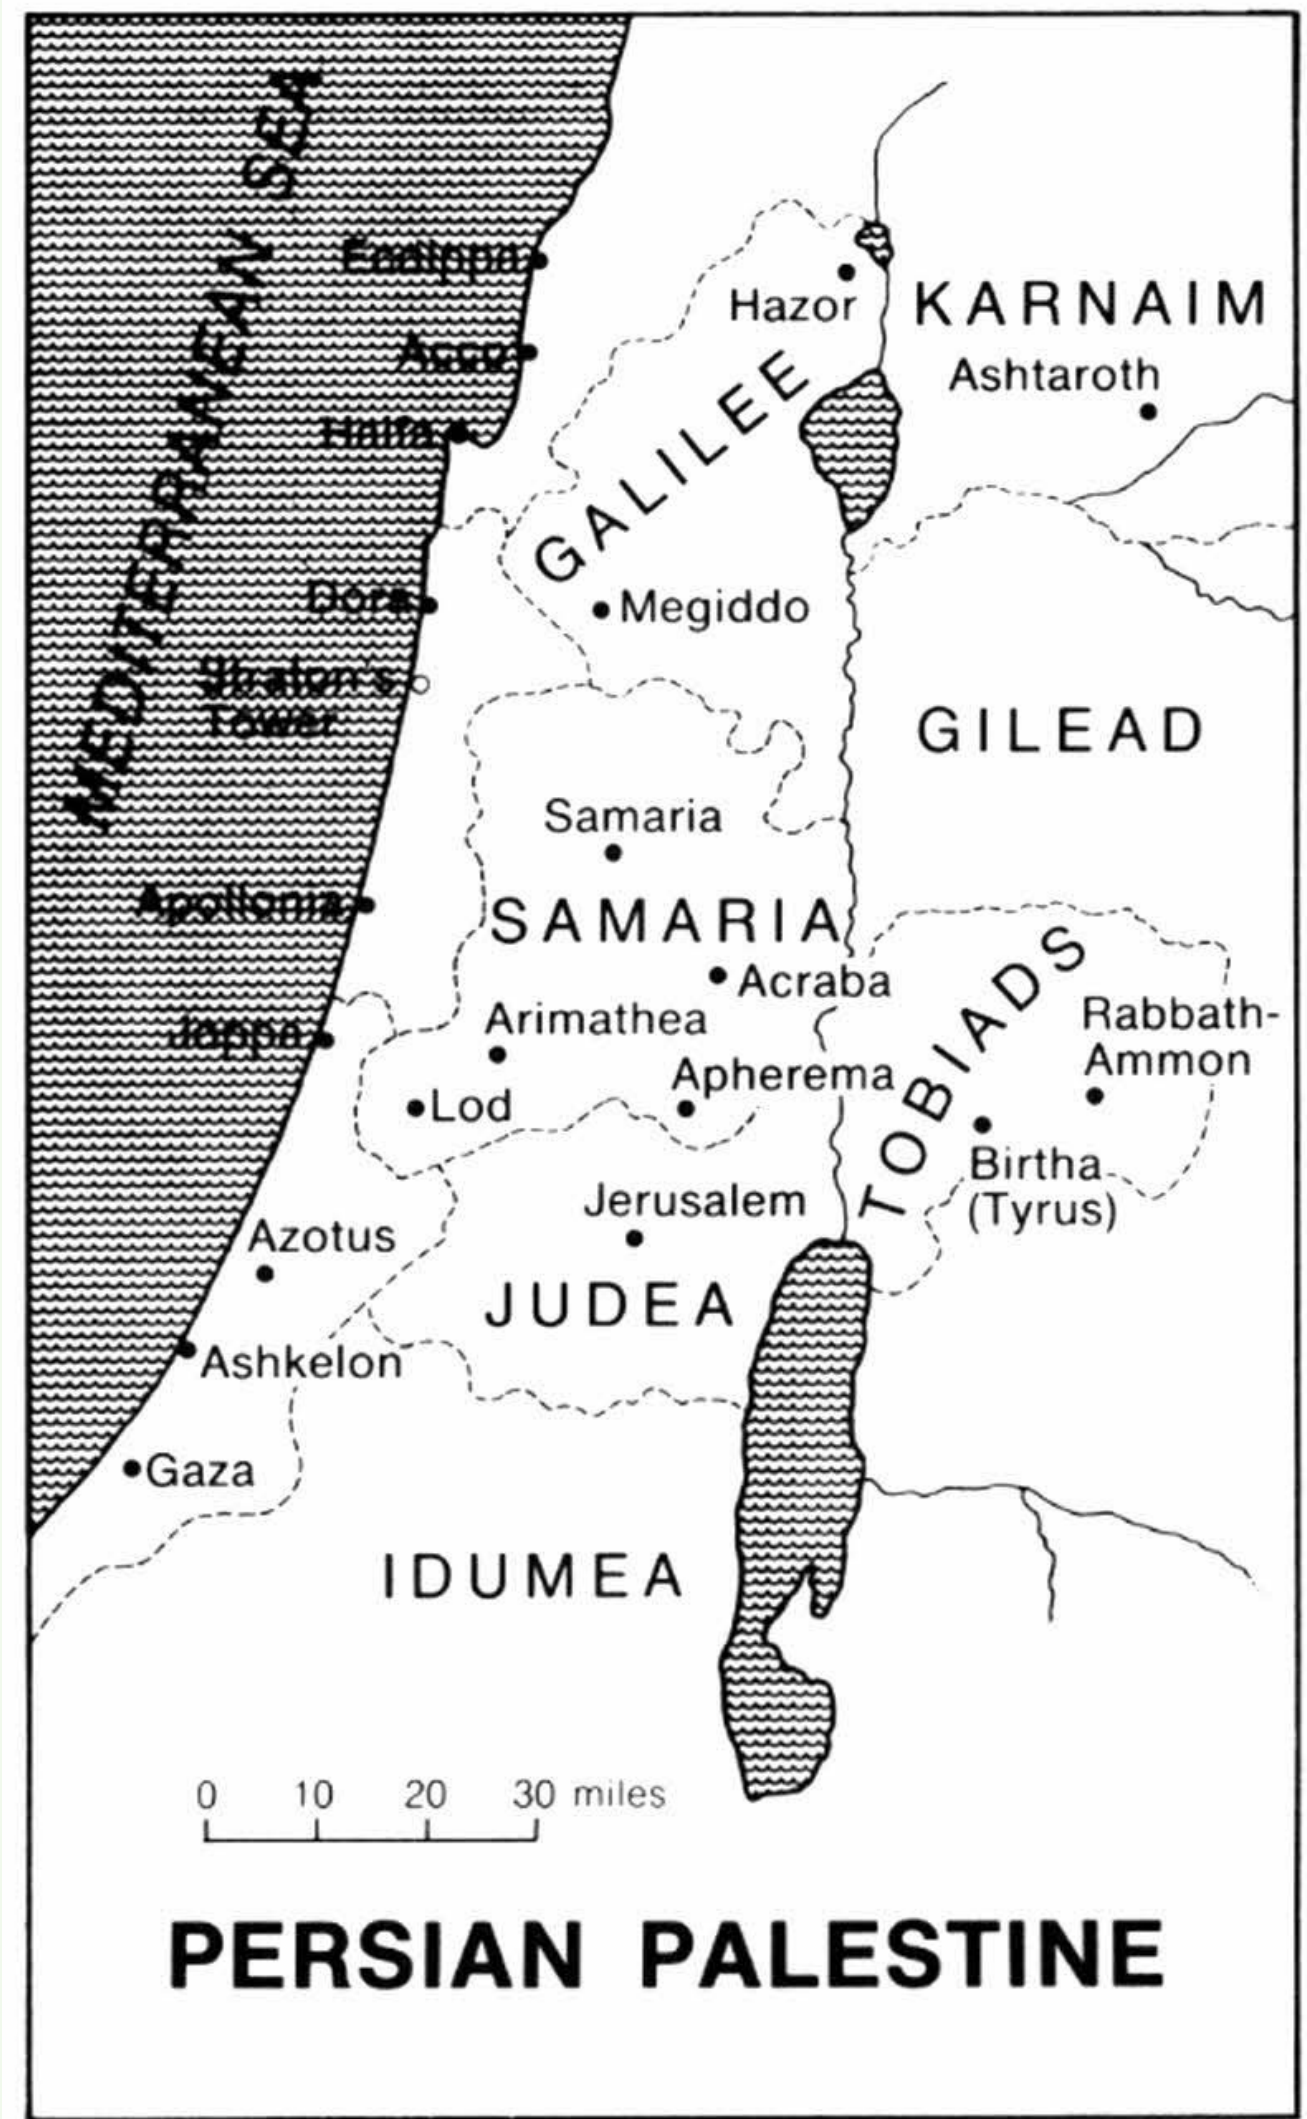 MEDITERRANEAN SEA
Ecdippa
Acco
Haifa
Hazor
KARNAIM
Ashtaroth
GALILEE
Dora
Megiddo
Straton's
Tower
GILEAD
Samaria
Apollonia
SAMARIA
Acraba
TOBIADS
Rabbath-
Ammon
Joppa
Arimathea
Apherema
Lod
Birtha
(Tyrus)
Jerusalem
Azotus
JUDEA
Ashkelon
Gaza
IDUMEA
0 10 20 30 miles
PERSIAN PALESTINE